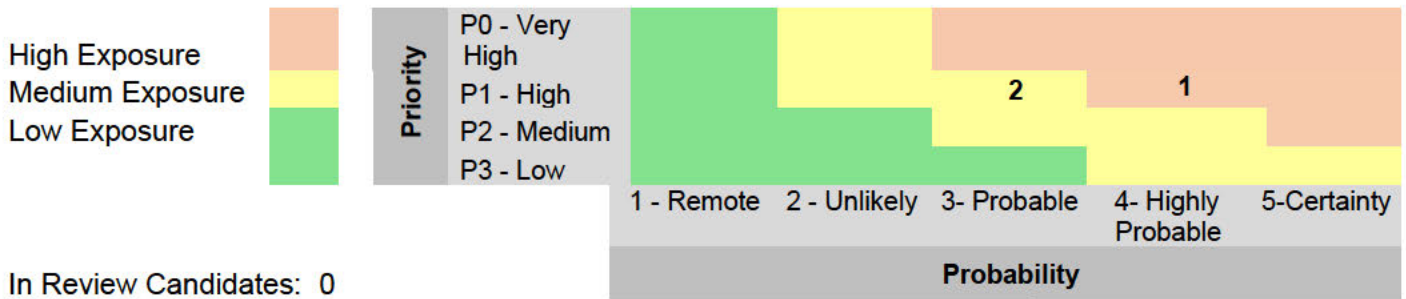 High Exposure
Medium Exposure
Low Exposure
Priority
P0 - Very
High
P1 - High
2
1
P2 - Medium
P3 - Low
1 - Remote
2 - Unlikely
3- Probable
4- Highly
Probable
5-Certainty
Probability
In Review Candidates: 0